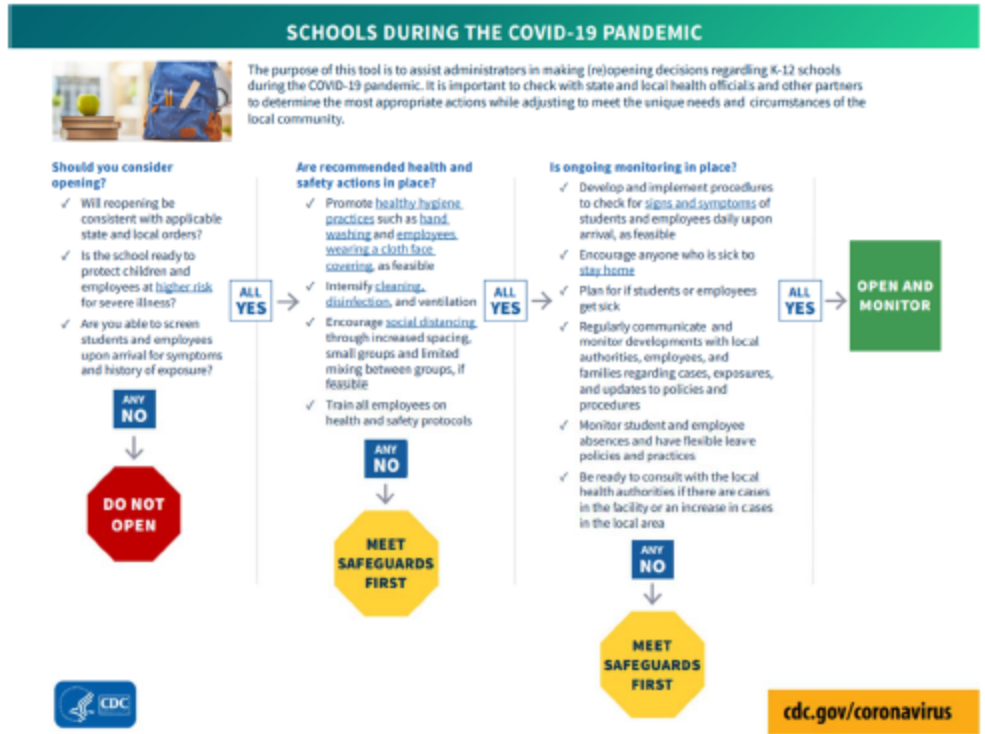 SCHOOLS DURING THE COVID-19 PANDEMIC
The purpose of this tool is to assist administrators in making (re)opening decisions regarding K-12 schools
during the COVID-19 pandemic. It is important to check with state and local health officials and other partners
to determine the most appropriate actions while adjusting to meet the unique needs and circumstances of the
local community.
Should you consider
opening?
✓ Will reopening be
consistent with applicable
state and local orders?
✓ Is the school ready to
protect children and
employees at higher risk
for severe illness?
✓ Are you able to screen
students and employees
upon arrival for symptoms
and history of exposure?
ANY
NO
DO NOT
OPEN
ALL
YES
Are recommended health and
safety actions in place?
✓ Promote healthy hygiene
practices such as hand
washing and employees
wearing a cloth face
covering, as feasible
✓ Intensify cleaning,
disinfection, and ventilation
✓ Encourage social distancing
through increased spacing,
small groups and limited
mixing between groups, if
feasible
✓ Train all employees on
health and safety protocols
ANY
NO
MEET
SAFEGUARDS
FIRST
ALL
YES
Is ongoing monitoring in place?
✓ Develop and implement procedures
to check for signs and symptoms of
students and employees daily upon
arrival, as feasible
✓ Encourage anyone who is sick to
stay home
✓ Plan for if students or employees
get sick
✓ Regularly communicate and
monitor developments with local
authorities, employees, and
families regarding cases, exposures,
and updates to policies and
procedures
✓ Monitor student and employee
absences and have flexible leave
policies and practices
✓ Be ready to consult with the local
health authorities if there are cases
in the facility or an increase in cases
in the local area
ANY
NO
MEET
SAFEGUARDS
FIRST
ALL
YES
OPEN AND
MONITOR
CDC
cdc.gov/coronavirus